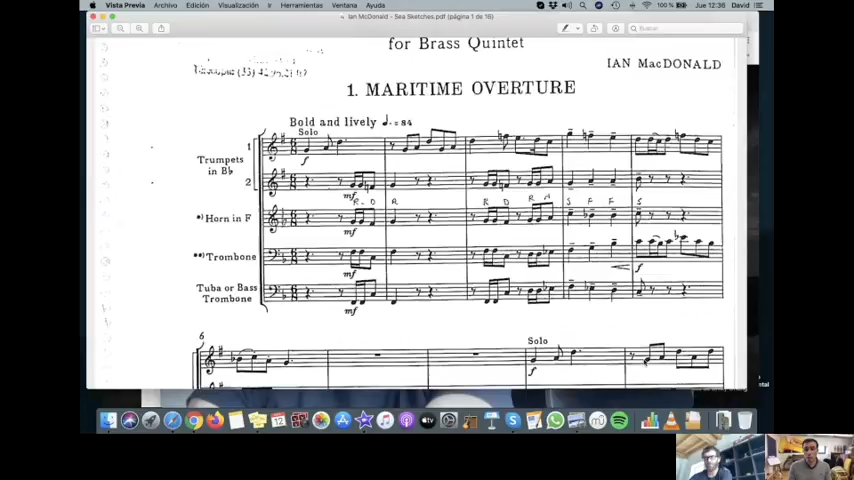 Vista Previa Archivo Edición Visualización Ir Herramientas Ventana Ayuda 100 % Jue 12:36 David
Ian McDonald - Sea Sketches.pdf (página 1 de 16)
Buscar
for Brass Quintet
IAN MacDONALD
1. MARITIME OVERTURE
Bold and lively = 84
Solo
1
f
Trumpets
in B♭
2
mf
R D R R D R D S F F S
*) Horn in F
mf
**) Trombone
mf
f
Tuba or Bass
Trombone
mf
6
Solo
f